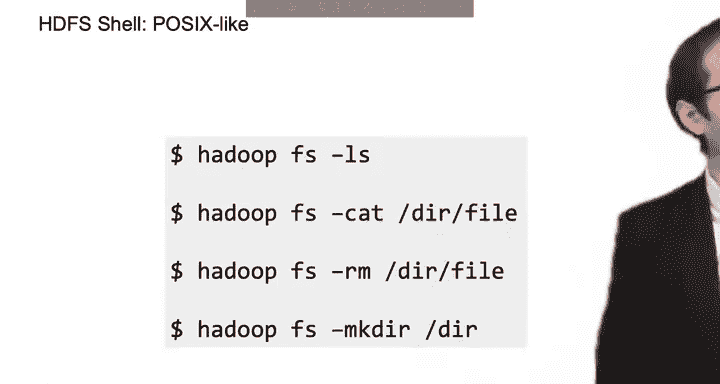 HDFS Shell: POSIX-like
$ hadoop fs –ls
$ hadoop fs –cat /dir/file
$ hadoop fs –rm /dir/file
$ hadoop fs –mkdir /dir